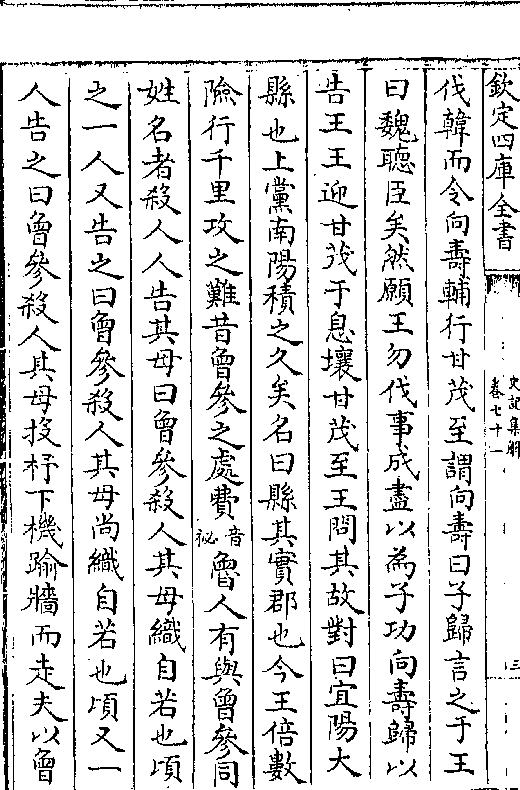 欽定四庫全書
史記集解
卷七十一
三
伐韓而令向壽輔行甘茂至謂向壽曰子歸言之于王
曰魏聽臣矣然願王勿伐事成盡以為子功向壽歸以
告王王迎甘茂于息壤甘茂至王問其故對曰宜陽大
縣也上黨南陽積之久矣名曰縣其實郡也今王倍數
險行千里攻之難昔曾參之處費音祕魯人有與曾參同
姓名者殺人人告其母曰曾參殺人其母織自若也頃
之一人又告之曰曾參殺人其母尚織自若也頃又一
人告之曰曾參殺人其母投杼下機踰牆而走夫以曾